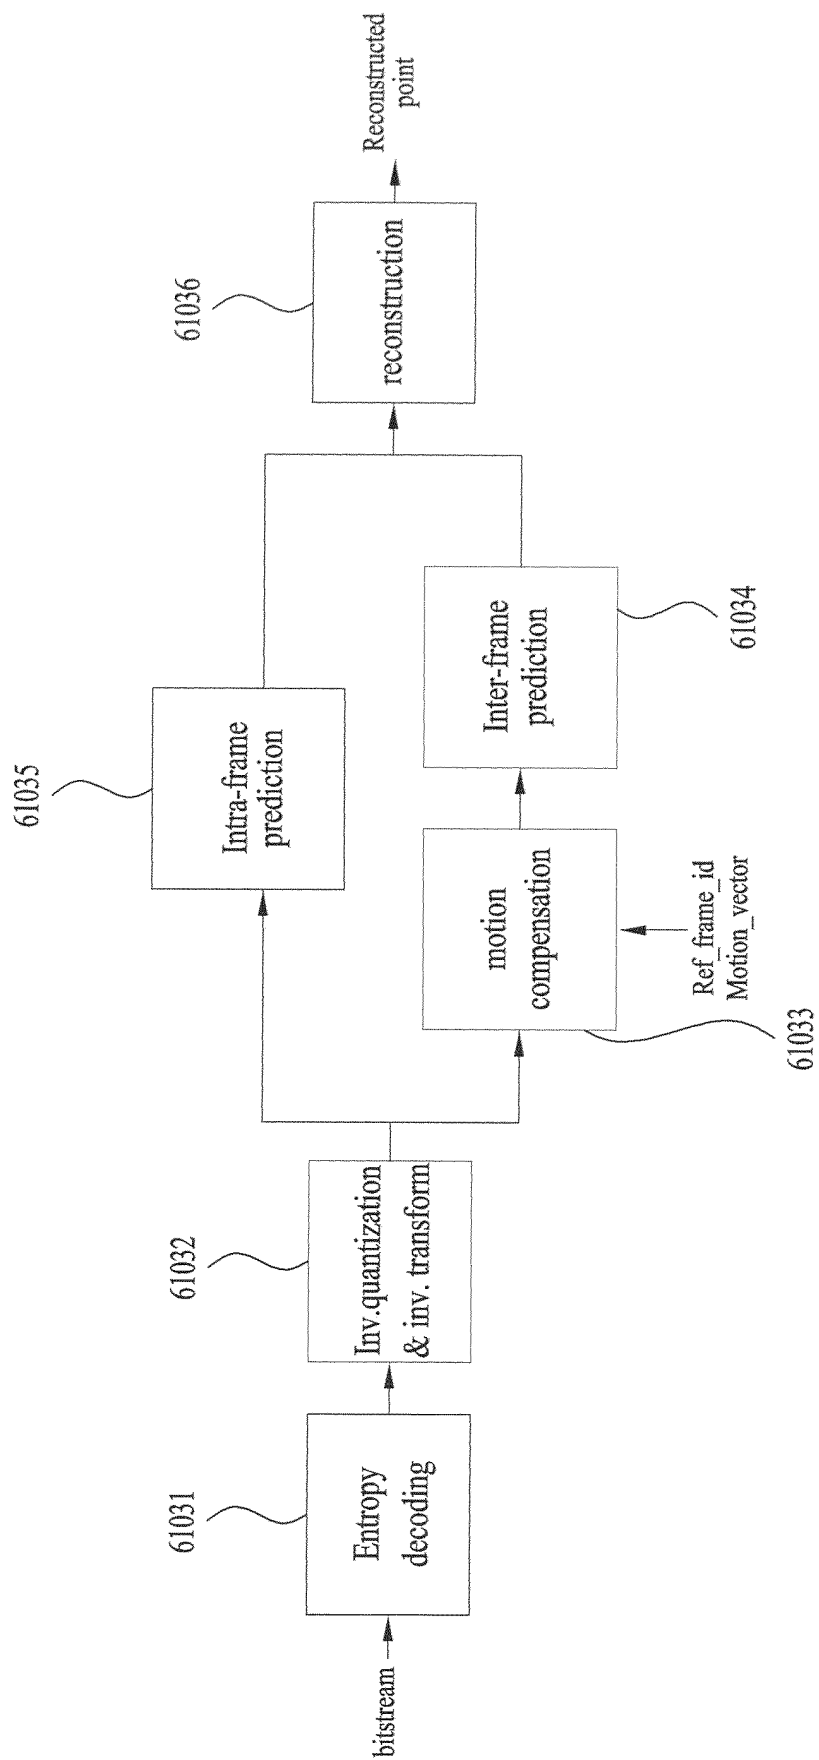 bitstream
61031
Entropy
decoding
61032
Inv.quantization
& inv. transform
61035
Intra-frame
prediction
61033
motion
compensation
Ref_frame_id
Motion_vector
61034
Inter-frame
prediction
61036
reconstruction
Reconstructed
point